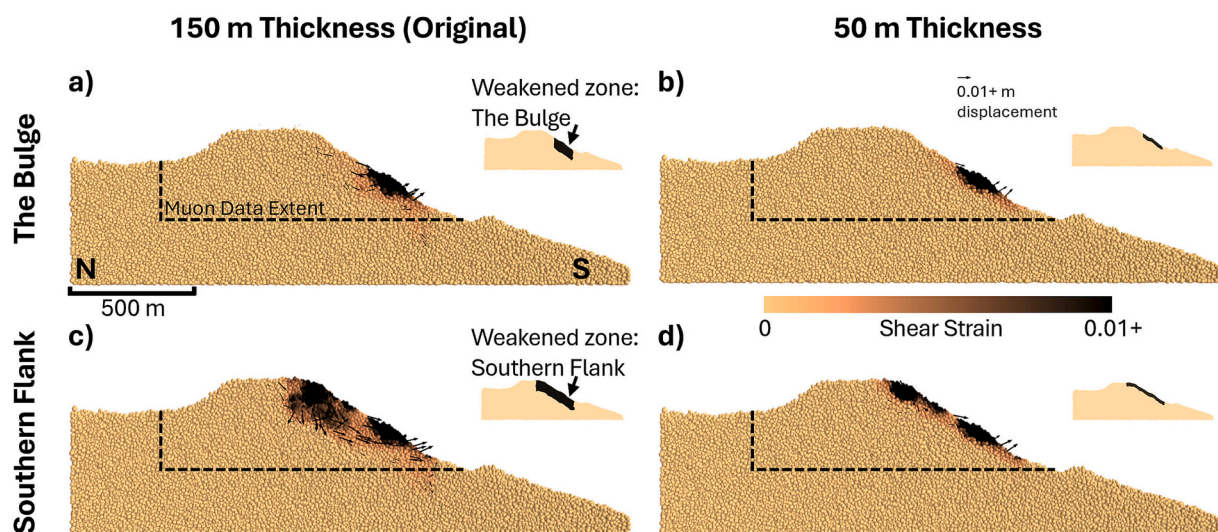 150 m Thickness (Original)
50 m Thickness
The Bulge
a)
Weakened zone:
The Bulge
Muon Data Extent
N
S
500 m
b)
0.01+ m
displacement
0
Shear Strain
0.01+
Southern Flank
c)
Weakened zone:
Southern Flank
d)